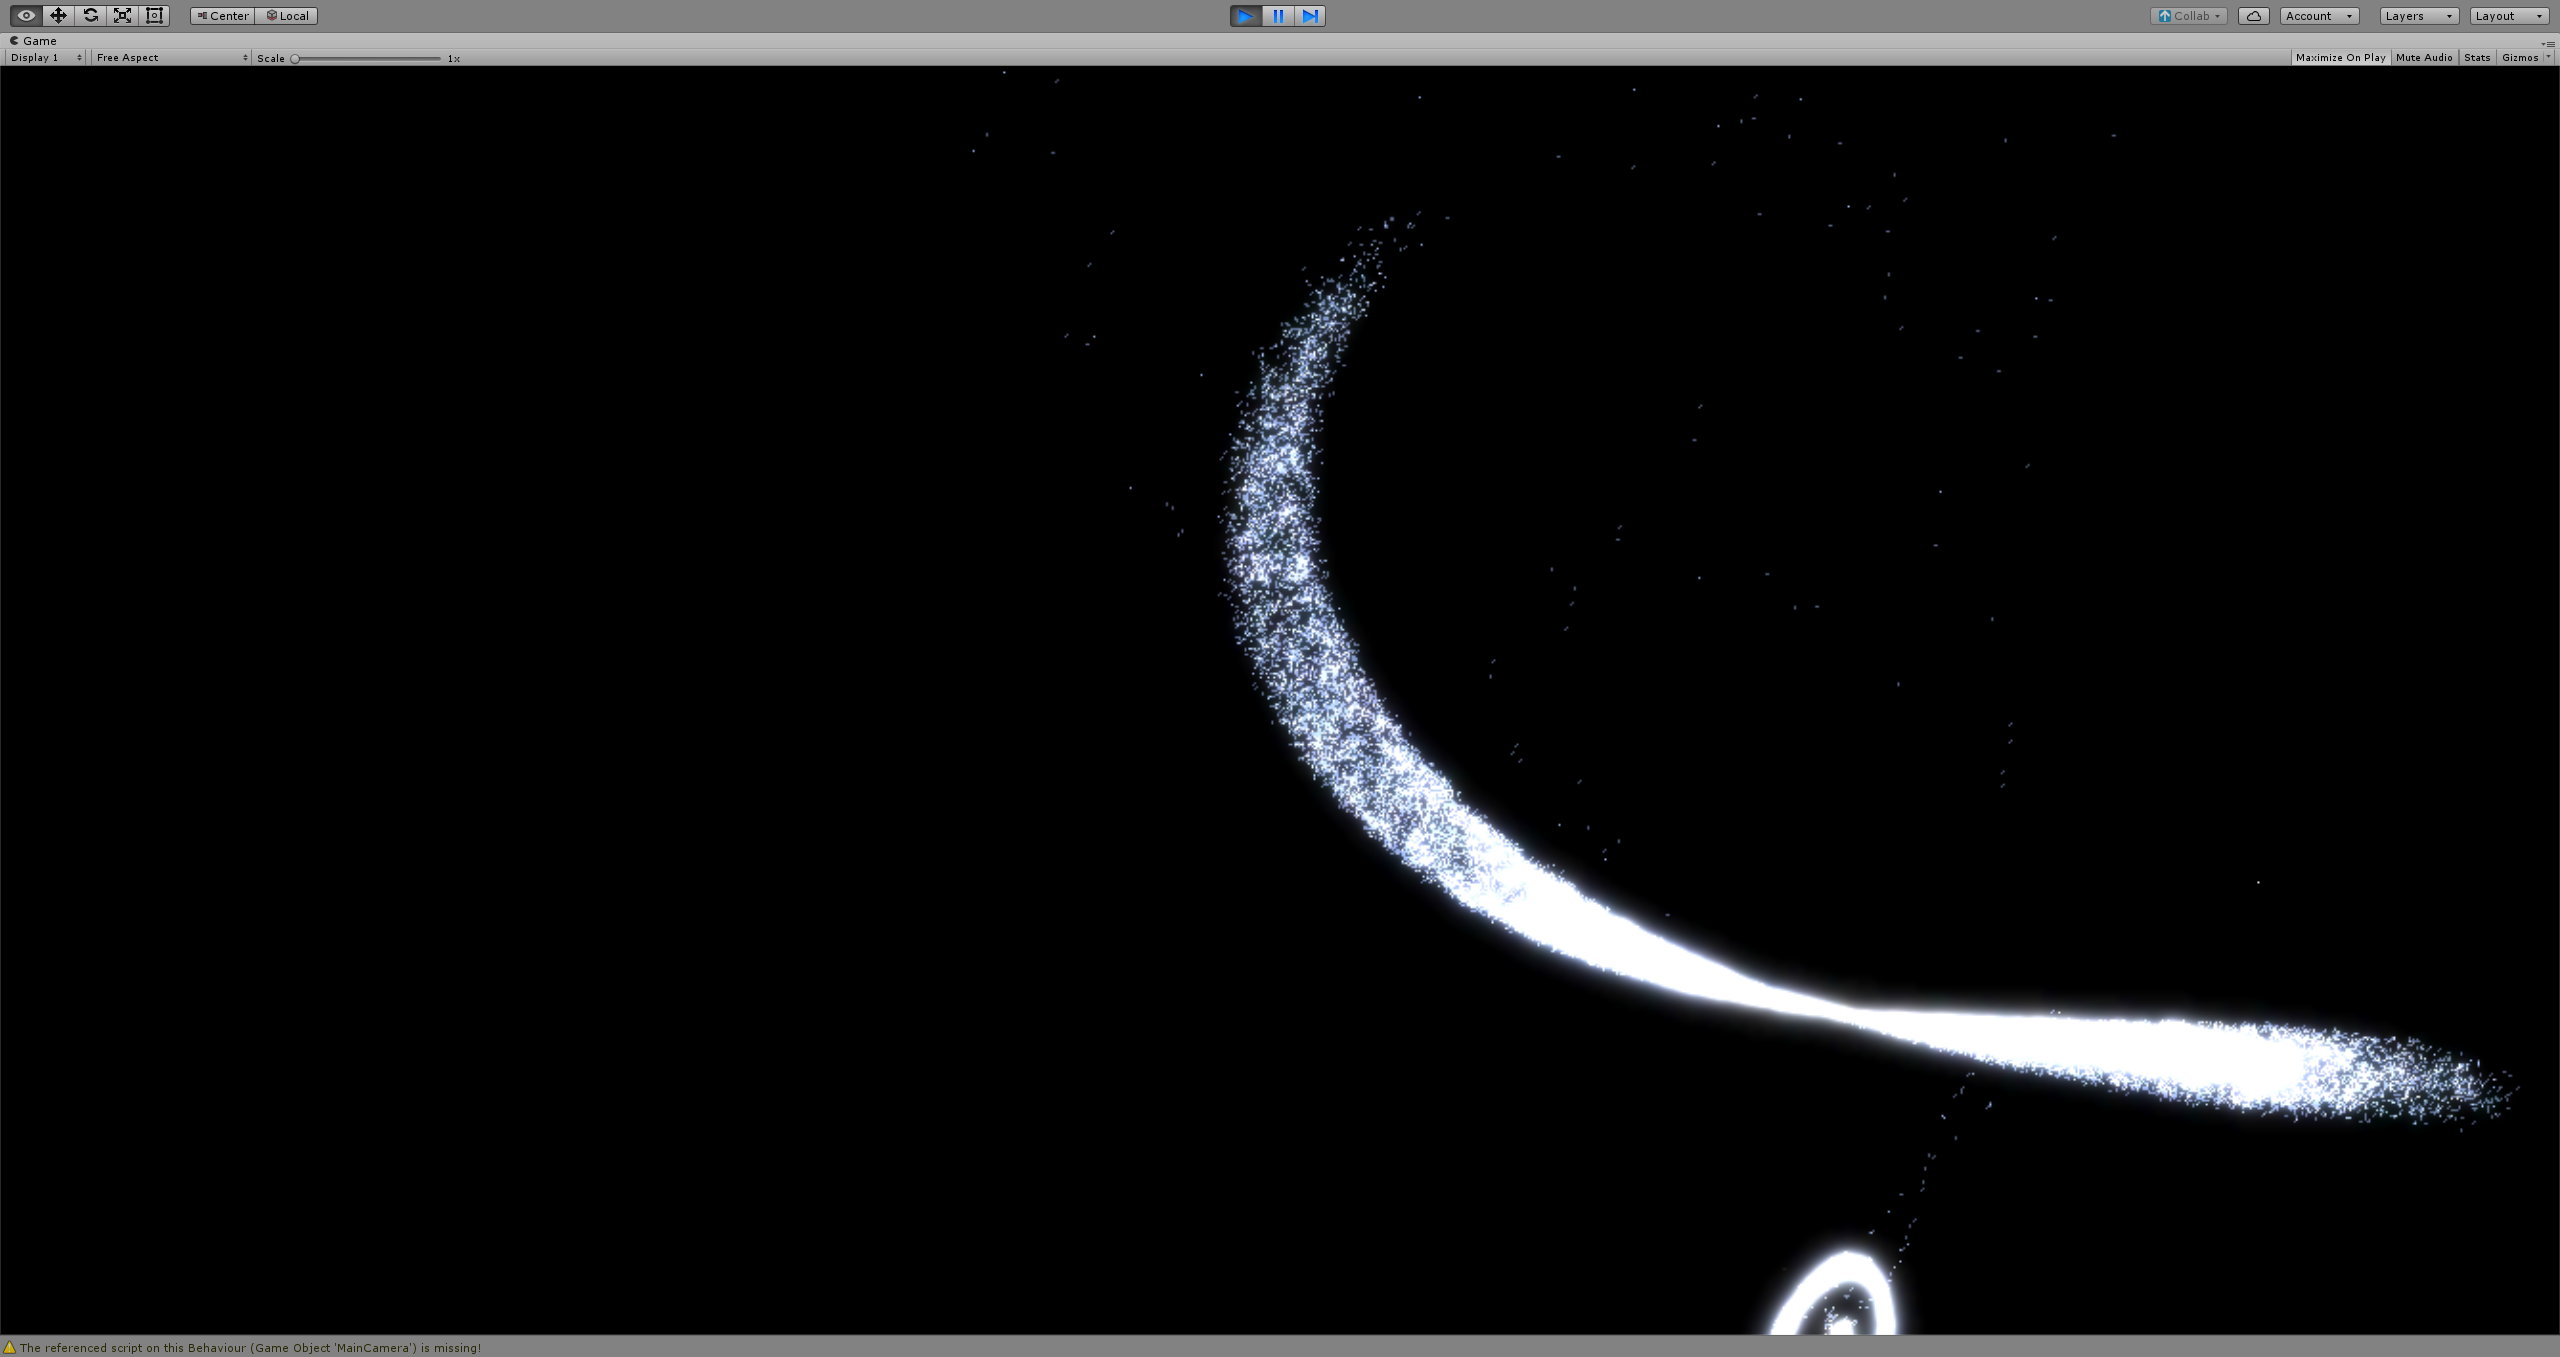 Center Local Collab Account Layers Layout
Game
Display 1 Free Aspect Scale 1x Maximize On Play Mute Audio Stats Gizmos
The referenced script on this Behaviour (Game Object 'MainCamera') is missing!